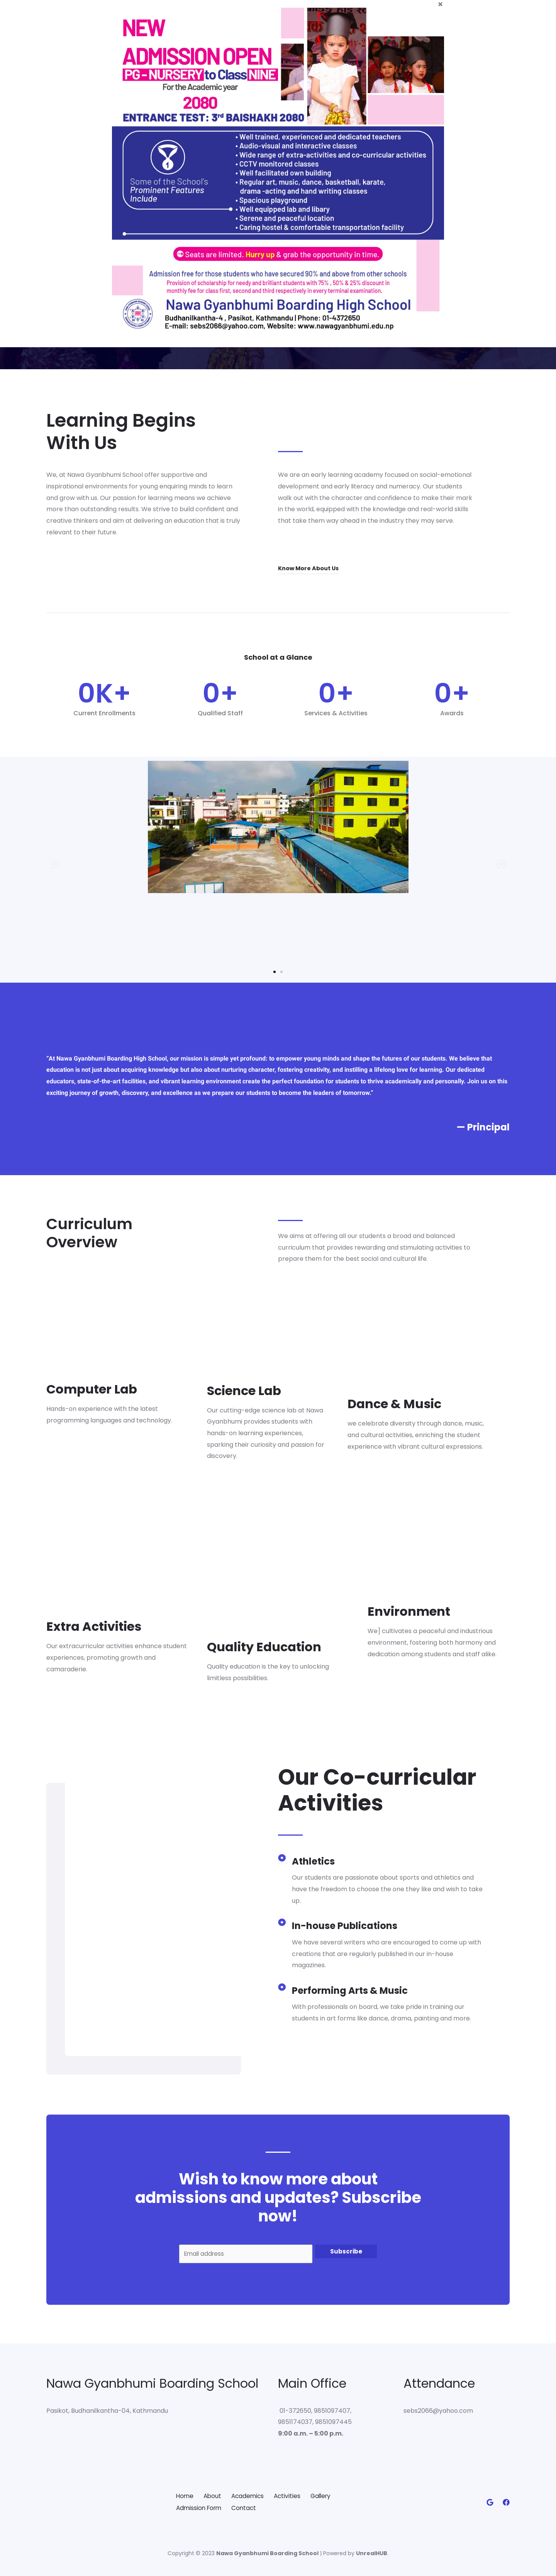 ×
NEW
ADMISSION OPEN
PG - NURSERY to Class NINE
For the Academic year
2080
ENTRANCE TEST: 3rd BAISHAKH 2080
Some of the School's
Prominent Features
Include
• Well trained, experienced and dedicated teachers
• Audio-visual and interactive classes
• Wide range of extra-activities and co-curricular activities
• CCTV monitored classes
• Well facilitated own building
• Regular art, music, dance, basketball, karate,
drama -acting and hand writing classes
• Spacious playground
• Well equipped lab and libary
• Serene and peaceful location
• Caring hostel & comfortable transportation facility
Seats are limited. Hurry up & grab the opportunity in time.
Admission free for those students who have secured 90% and above from other schools
Provision of scholarship for needy and brilliant students with 75% , 50% & 25% discount in
monthly fee for class first, second and third respectively in every terminal examination.
Nawa Gyanbhumi Boarding High School
Budhanilkantha-4 , Pasikot, Kathmandu | Phone: 01-4372650
E-mail: sebs2066@yahoo.com, Website: www.nawagyanbhumi.edu.np
Learning Begins
With Us
We, at Nawa Gyanbhumi School offer supportive and
inspirational environments for young enquiring minds to learn
and grow with us. Our passion for learning means we achieve
more than outstanding results. We strive to build confident and
creative thinkers and aim at delivering an education that is truly
relevant to their future.
We are an early learning academy focused on social-emotional
development and early literacy and numeracy. Our students
walk out with the character and confidence to make their mark
in the world, equipped with the knowledge and real-world skills
that take them way ahead in the industry they may serve.
Know More About Us
School at a Glance
0K+
Current Enrollments
0+
Qualified Staff
0+
Services & Activities
0+
Awards
"At Nawa Gyanbhumi Boarding High School, our mission is simple yet profound: to empower young minds and shape the futures of our students. We believe that
education is not just about acquiring knowledge but also about nurturing character, fostering creativity, and instilling a lifelong love for learning. Our dedicated
educators, state-of-the-art facilities, and vibrant learning environment create the perfect foundation for students to thrive academically and personally. Join us on this
exciting journey of growth, discovery, and excellence as we prepare our students to become the leaders of tomorrow."
— Principal
Curriculum
Overview
We aims at offering all our students a broad and balanced
curriculum that provides rewarding and stimulating activities to
prepare them for the best social and cultural life.
Computer Lab
Hands-on experience with the latest
programming languages and technology.
Science Lab
Our cutting-edge science lab at Nawa
Gyanbhumi provides students with
hands-on learning experiences,
sparking their curiosity and passion for
discovery.
Dance & Music
we celebrate diversity through dance, music,
and cultural activities, enriching the student
experience with vibrant cultural expressions.
Extra Activities
Our extracurricular activities enhance student
experiences, promoting growth and
camaraderie.
Quality Education
Quality education is the key to unlocking
limitless possibilities.
Environment
We] cultivates a peaceful and industrious
environment, fostering both harmony and
dedication among students and staff alike.
Our Co-curricular
Activities
Athletics
Our students are passionate about sports and athletics and
have the freedom to choose the one they like and wish to take
up.
In-house Publications
We have several writers who are encouraged to come up with
creations that are regularly published in our in-house
magazines.
Performing Arts & Music
With professionals on board, we take pride in training our
students in art forms like dance, drama, painting and more.
Wish to know more about
admissions and updates? Subscribe
now!
Email address
Subscribe
Nawa Gyanbhumi Boarding School
Pasikot, Budhanilkantha-04, Kathmandu
Main Office
01-372650, 9851097407,
9851174037, 9851097445
9:00 a.m. – 5:00 p.m.
Attendance
sebs2066@yahoo.com
Home About Academics Activities Gallery
Admission Form Contact
Copyright © 2023 Nawa Gyanbhumi Boarding School | Powered by UnrealHUB